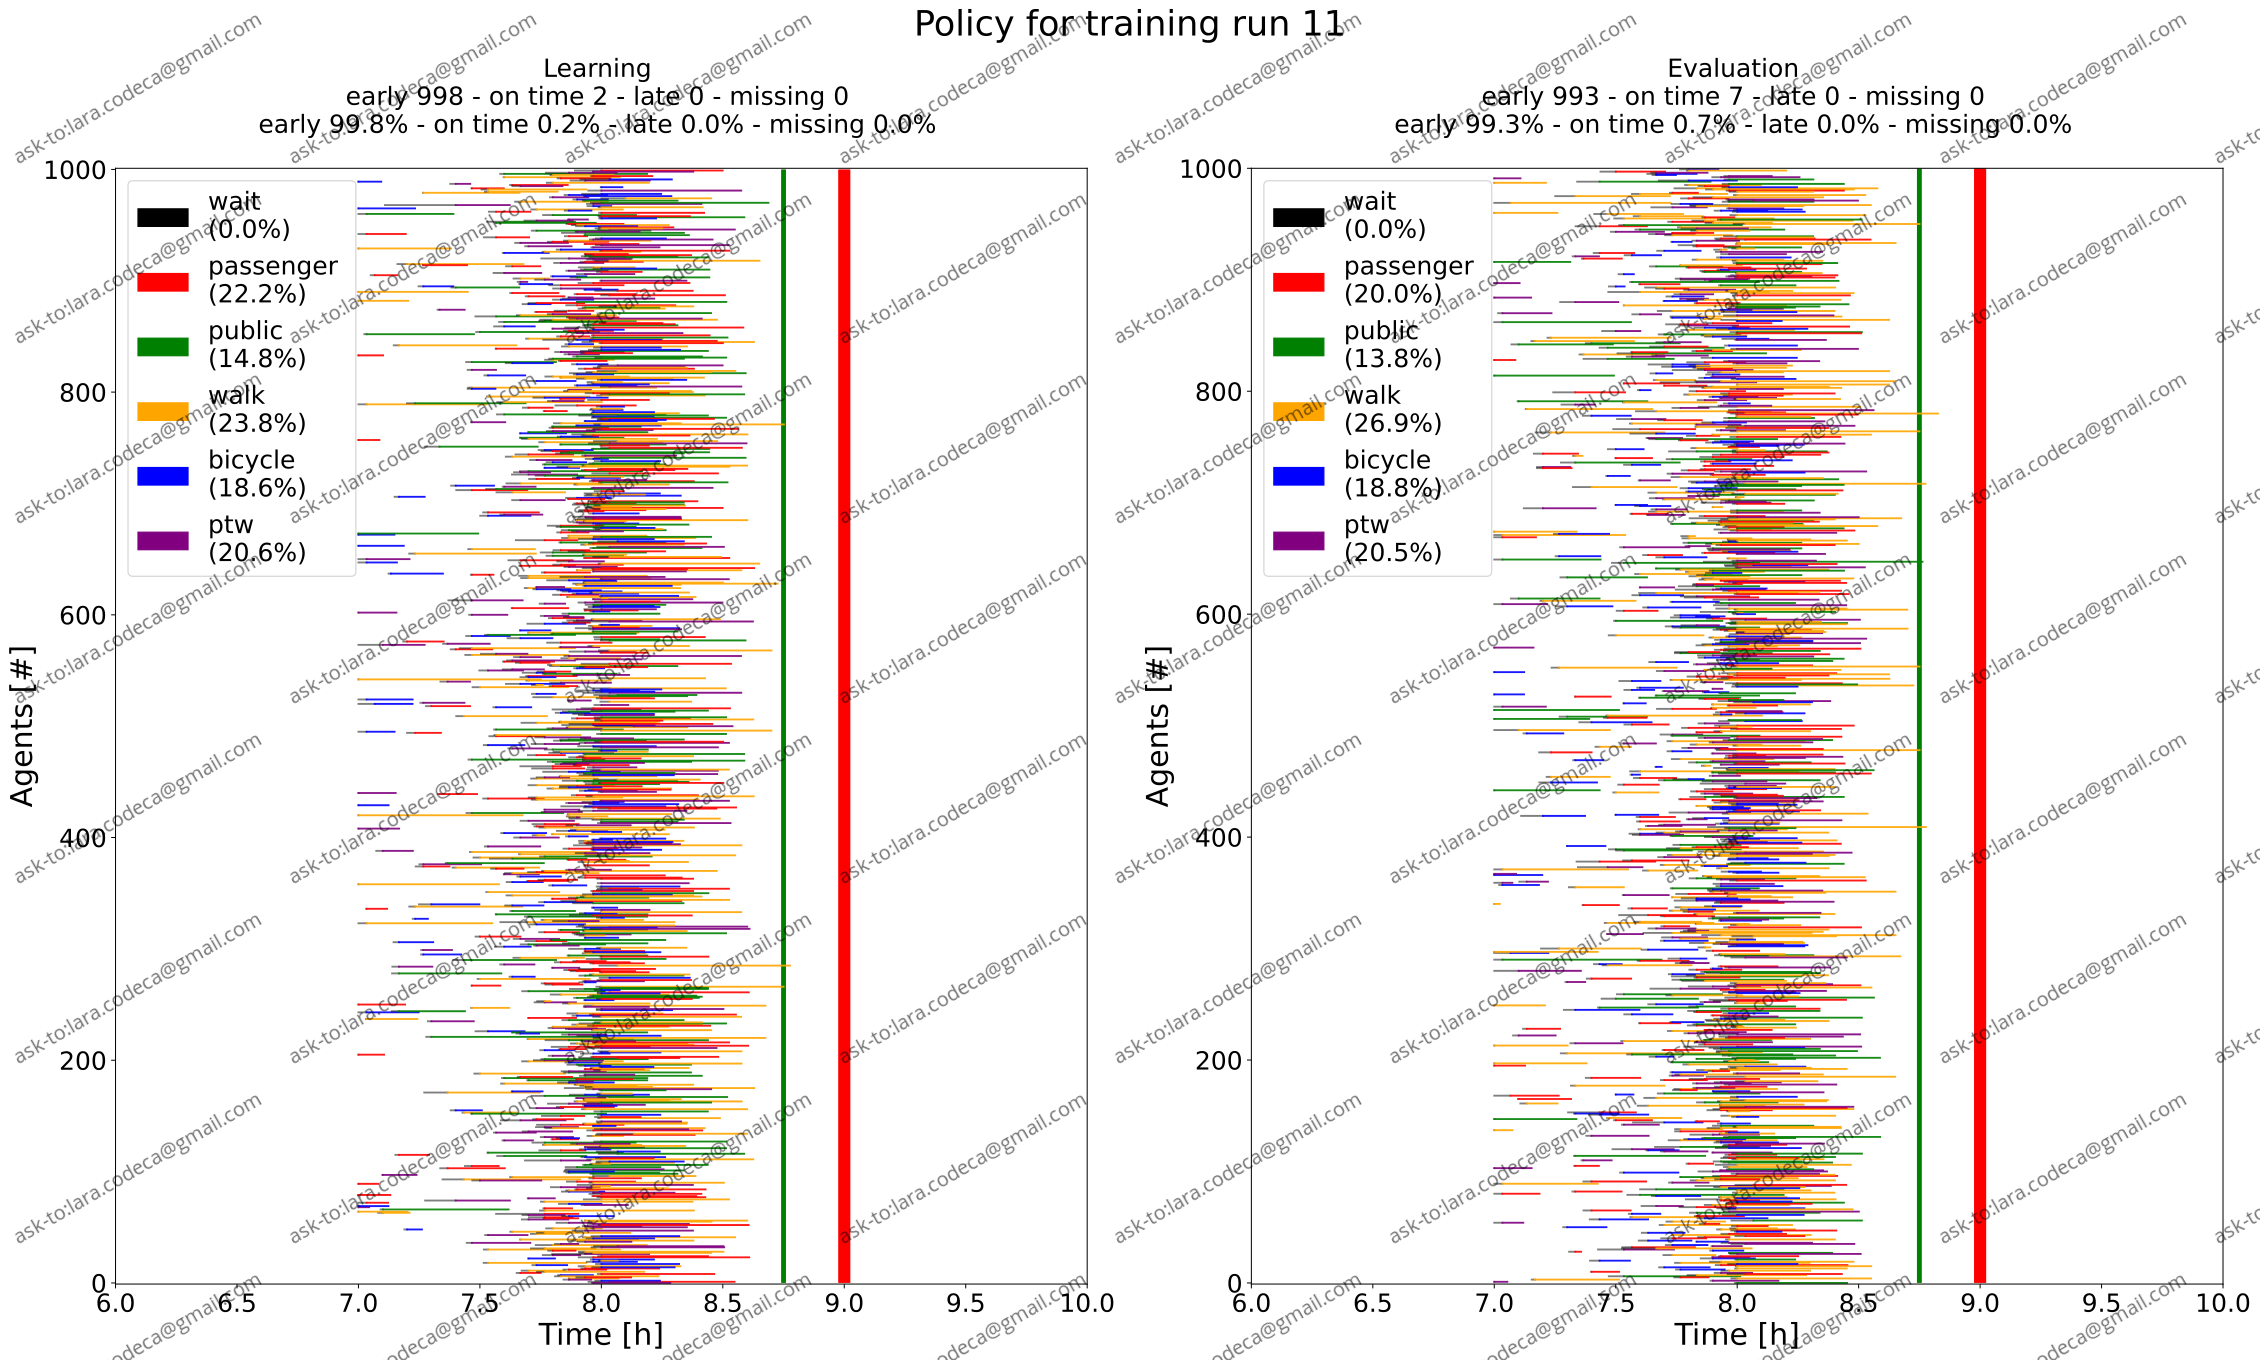 Policy for training run 11
Learning
early 998 - on time 2 - late 0 - missing 0
early 99.8% - on time 0.2% - late 0.0% - missing 0.0%
1000
800
600
400
200
0
Agents [#]
wait
(0.0%)
passenger
(22.2%)
public
(14.8%)
walk
(23.8%)
bicycle
(18.6%)
ptw
(20.6%)
6.0 6.5 7.0 7.5 8.0 8.5 9.0 9.5 10.0
Time [h]
Evaluation
early 993 - on time 7 - late 0 - missing 0
early 99.3% - on time 0.7% - late 0.0% - missing 0.0%
1000
800
600
400
200
0
Agents [#]
wait
(0.0%)
passenger
(20.0%)
public
(13.8%)
walk
(26.9%)
bicycle
(18.8%)
ptw
(20.5%)
6.0 6.5 7.0 7.5 8.0 8.5 9.0 9.5 10.0
Time [h]
ask-to:lara.codeca@gmail.com